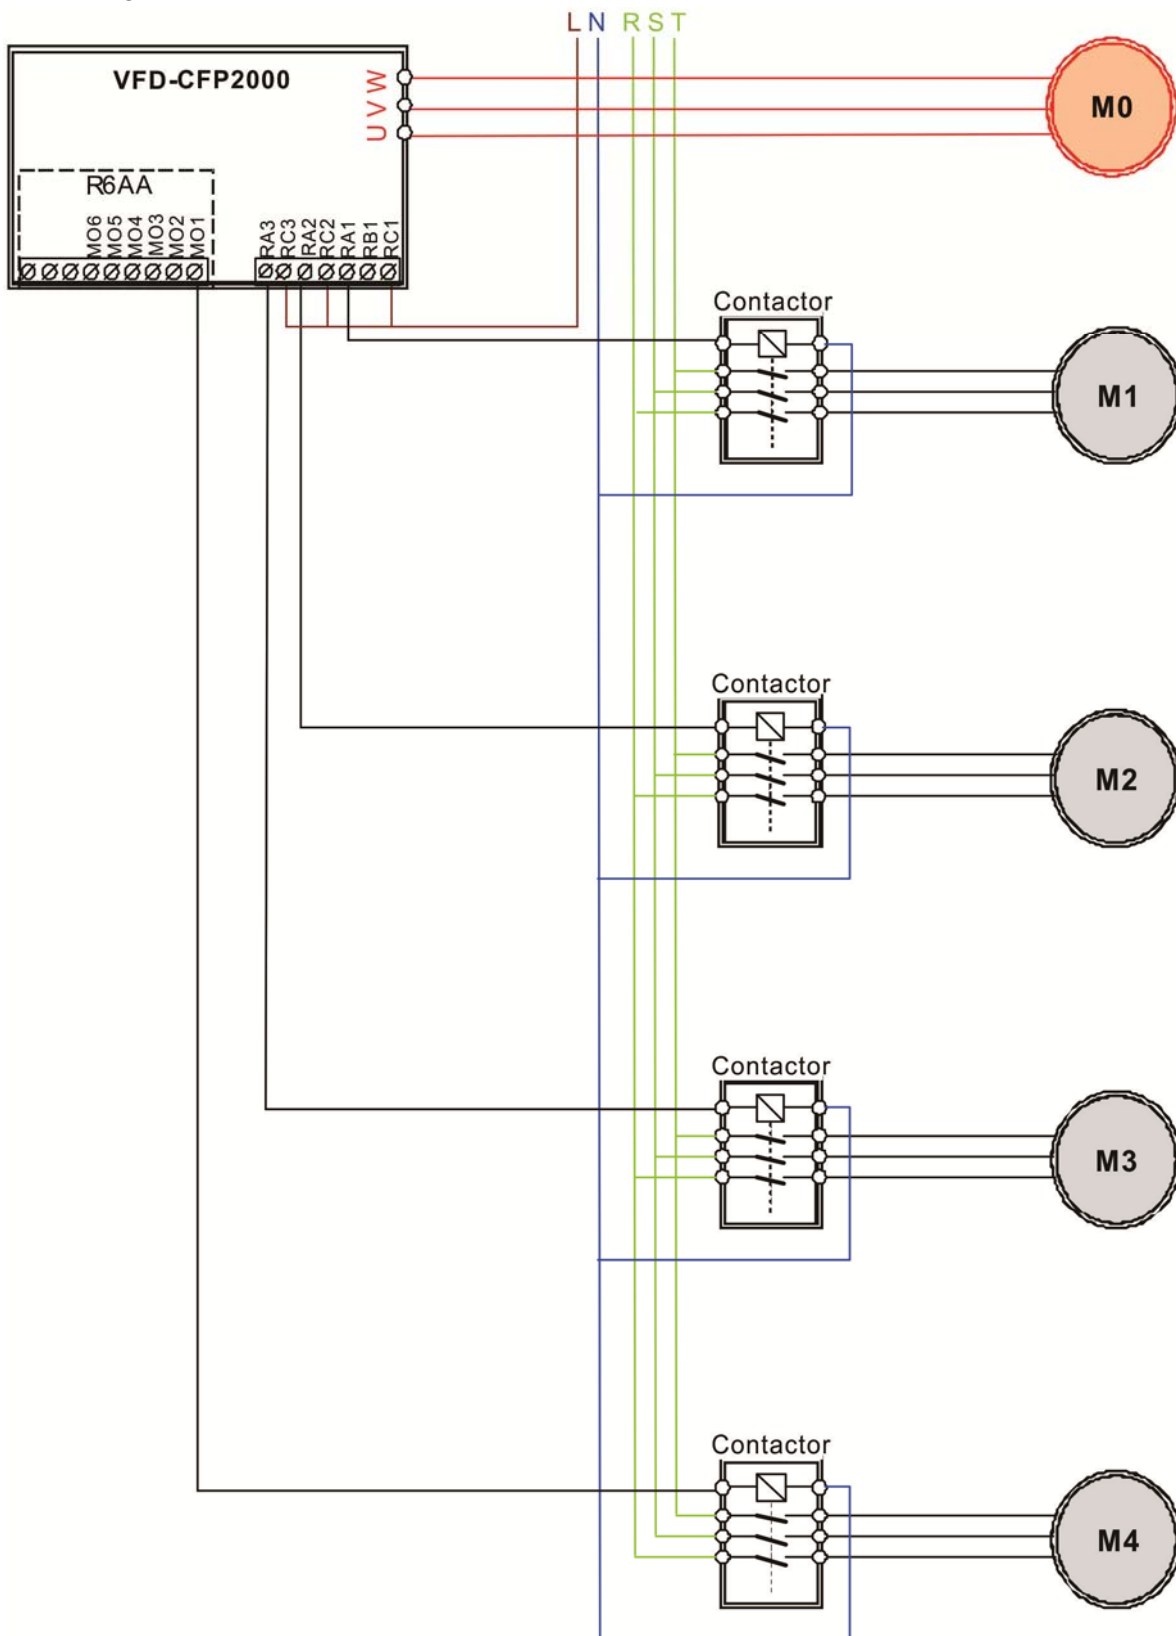 L N R S T
VFD-CFP2000
W
V
U
M0
R6AA
MO6
MO5
MO4
MO3
MO2
MO1
RA3
RC3
RA2
RC2
RA1
RB1
RC1
Contactor
M1
Contactor
M2
Contactor
M3
Contactor
M4